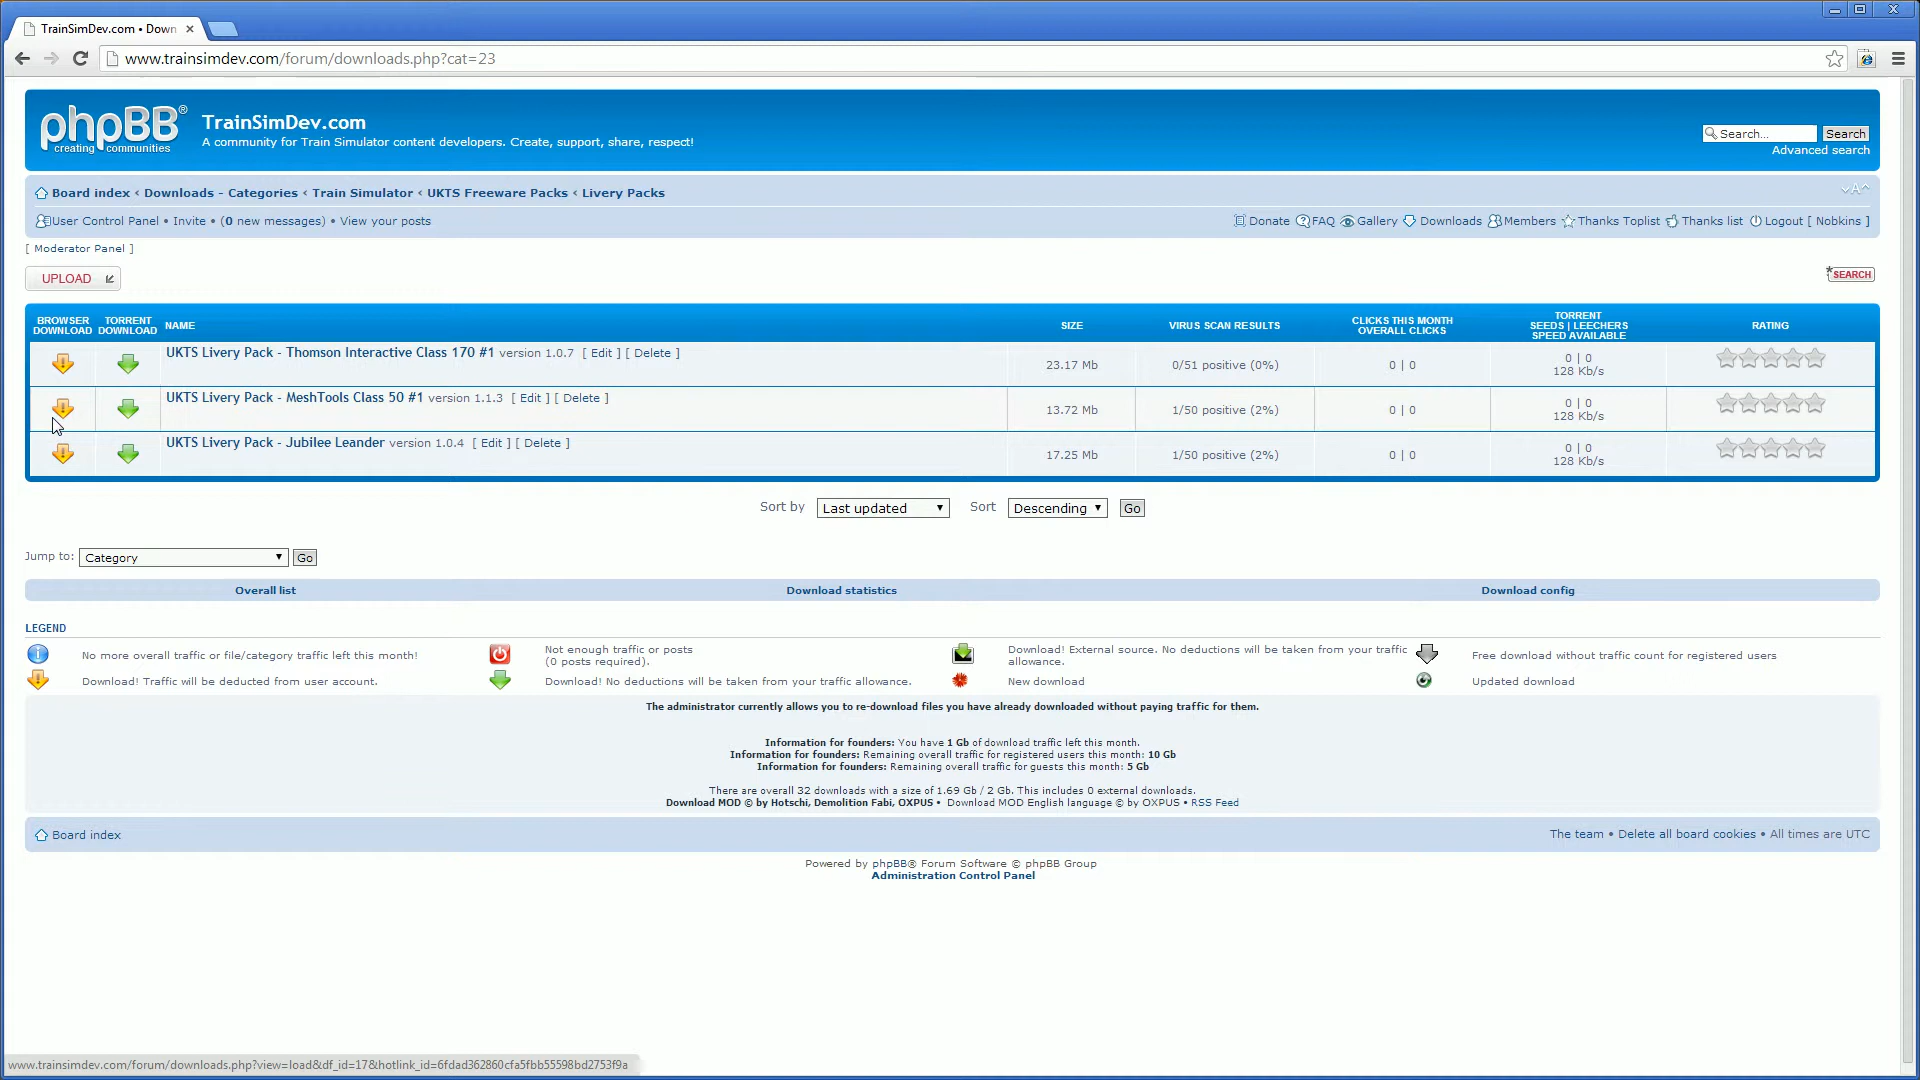 TrainSimDev.com • Down
www.trainsimdev.com/forum/downloads.php?cat=23
phpBB®
creating communities
TrainSimDev.com
A community for Train Simulator content developers. Create, support, share, respect!
Search... Search
Advanced search
Board index ‹ Downloads - Categories ‹ Train Simulator ‹ UKTS Freeware Packs ‹ Livery Packs
User Control Panel • Invite • (0 new messages) • View your posts
Donate FAQ Gallery Downloads Members Thanks Toplist Thanks list Logout [ Nobkins ]
[ Moderator Panel ]
UPLOAD
*SEARCH
BROWSER DOWNLOAD TORRENT DOWNLOAD NAME SIZE VIRUS SCAN RESULTS CLICKS THIS MONTH OVERALL CLICKS TORRENT SEEDS | LEECHERS SPEED AVAILABLE RATING
UKTS Livery Pack - Thomson Interactive Class 170 #1 version 1.0.7 [ Edit ] [ Delete ] 23.17 Mb 0/51 positive (0%) 0 | 0 0 | 0 128 Kb/s
UKTS Livery Pack - MeshTools Class 50 #1 version 1.1.3 [ Edit ] [ Delete ] 13.72 Mb 1/50 positive (2%) 0 | 0 0 | 0 128 Kb/s
UKTS Livery Pack - Jubilee Leander version 1.0.4 [ Edit ] [ Delete ] 17.25 Mb 1/50 positive (2%) 0 | 0 0 | 0 128 Kb/s
Sort by Last updated Sort Descending Go
Jump to: Category Go
Overall list Download statistics Download config
LEGEND
No more overall traffic or file/category traffic left this month!
Not enough traffic or posts
(0 posts required).
Download! External source. No deductions will be taken from your traffic
allowance.
Free download without traffic count for registered users
Download! Traffic will be deducted from user account.
Download! No deductions will be taken from your traffic allowance.
New download
Updated download
The administrator currently allows you to re-download files you have already downloaded without paying traffic for them.
Information for founders: You have 1 Gb of download traffic left this month.
Information for founders: Remaining overall traffic for registered users this month: 10 Gb
Information for founders: Remaining overall traffic for guests this month: 5 Gb
There are overall 32 downloads with a size of 1.69 Gb / 2 Gb. This includes 0 external downloads.
Download MOD © by Hotschi, Demolition Fabi, OXPUS • Download MOD English language © by OXPUS • RSS Feed
Board index
The team • Delete all board cookies • All times are UTC
Powered by phpBB® Forum Software © phpBB Group
Administration Control Panel
www.trainsimdev.com/forum/downloads.php?view=load&df_id=17&hotlink_id=6fdad362860cfa5fbb55598bd2753f9a